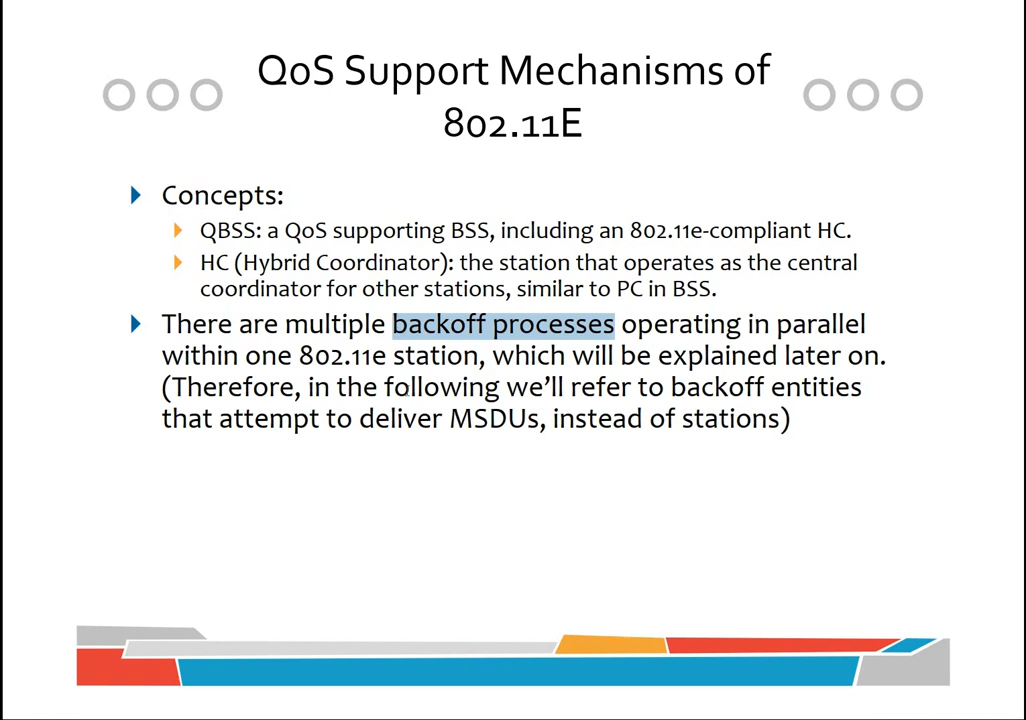 QoS Support Mechanisms of
802.11E
Concepts:
QBSS: a QoS supporting BSS, including an 802.11e-compliant HC.
HC (Hybrid Coordinator): the station that operates as the central
coordinator for other stations, similar to PC in BSS.
There are multiple backoff processes operating in parallel
within one 802.11e station, which will be explained later on.
(Therefore, in the following we’ll refer to backoff entities
that attempt to deliver MSDUs, instead of stations)